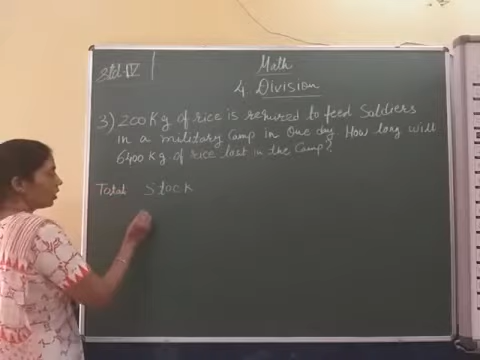 Std-IV
Math
4. Division
3) 200 Kg of rice is required to feed Soldiers
in a military Camp in One day How long will
6400 Kg. of rice last in the Camp?
Total Stock